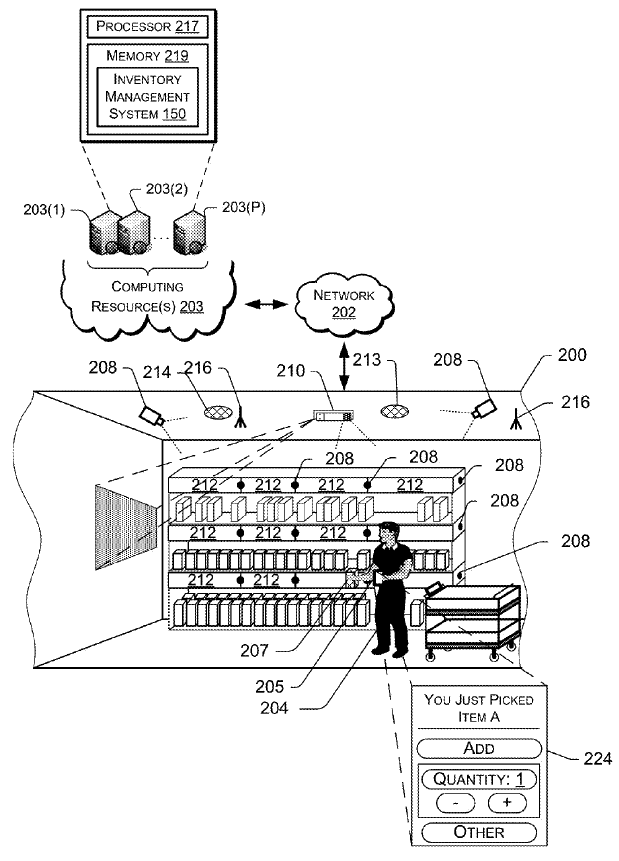 PROCESSOR 217
MEMORY 219
INVENTORY
MANAGEMENT
SYSTEM 150
203(1)
203(2)
203(P)
...
COMPUTING
RESOURCE(S) 203
NETWORK
202
200
208
214
216
210
213
208
216
208
208
208
212 212 212 212
208
212 212 212
208
212 212
207
205
204
YOU JUST PICKED
ITEM A
ADD
QUANTITY: 1
- +
OTHER
224